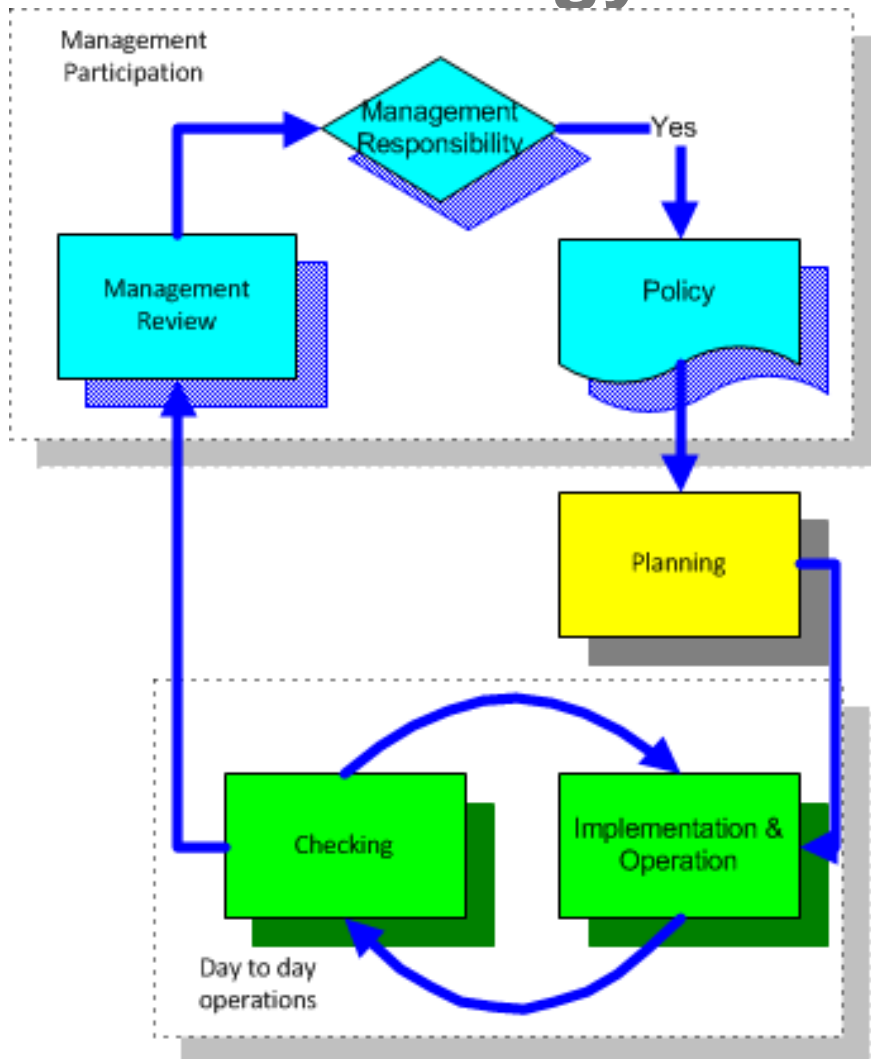 Management
Participation
Management
Responsibility
Yes
Management
Review
Policy
Planning
Checking
Implementation &
Operation
Day to day
operations